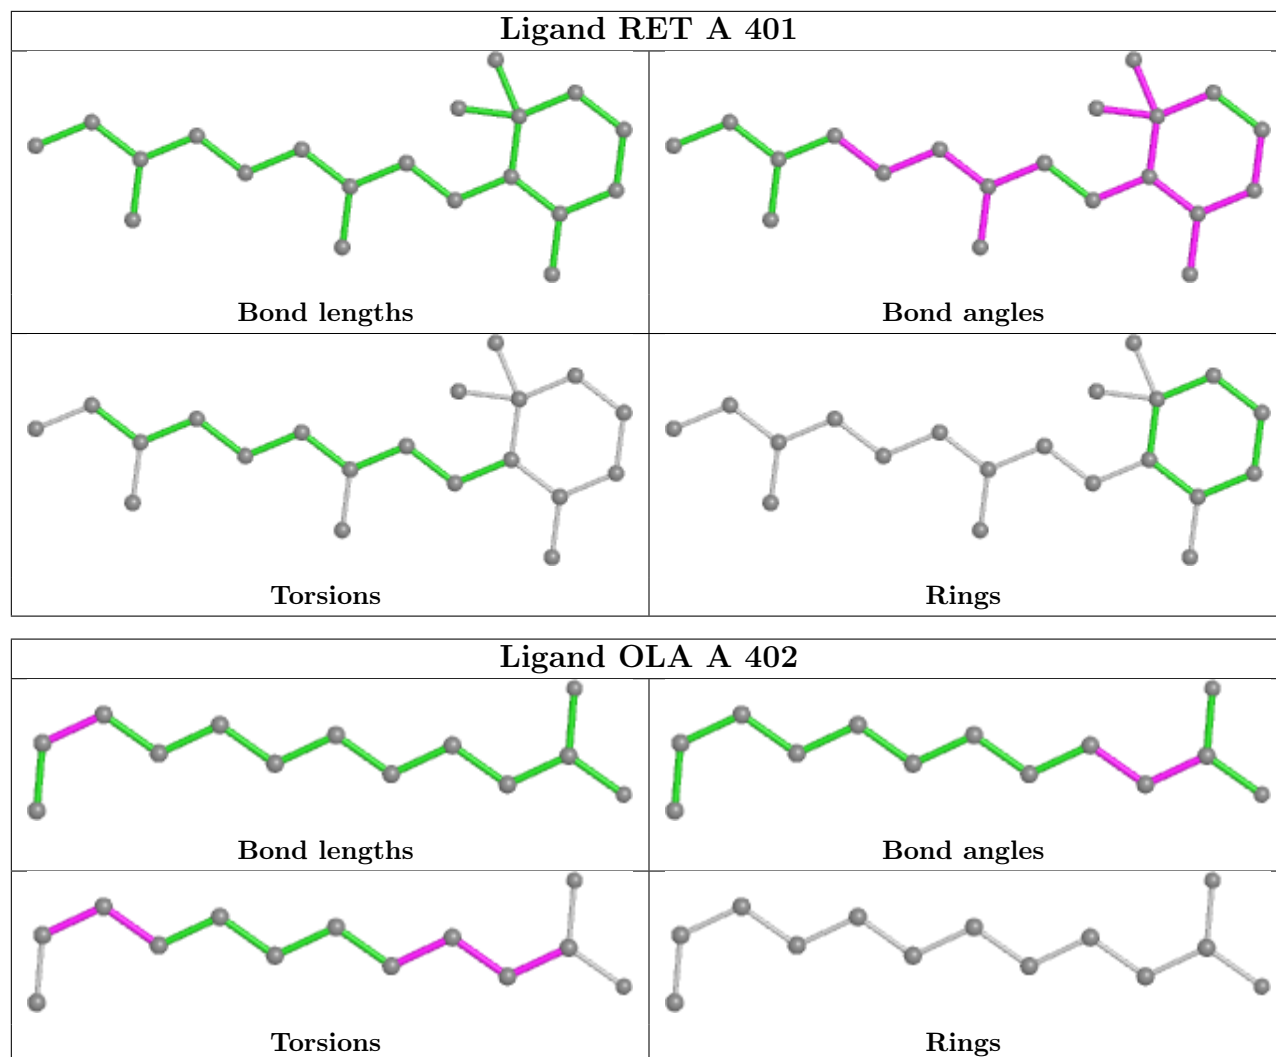 Ligand RET A 401
Bond lengths
Bond angles
Torsions
Rings
Ligand OLA A 402
Bond lengths
Bond angles
Torsions
Rings